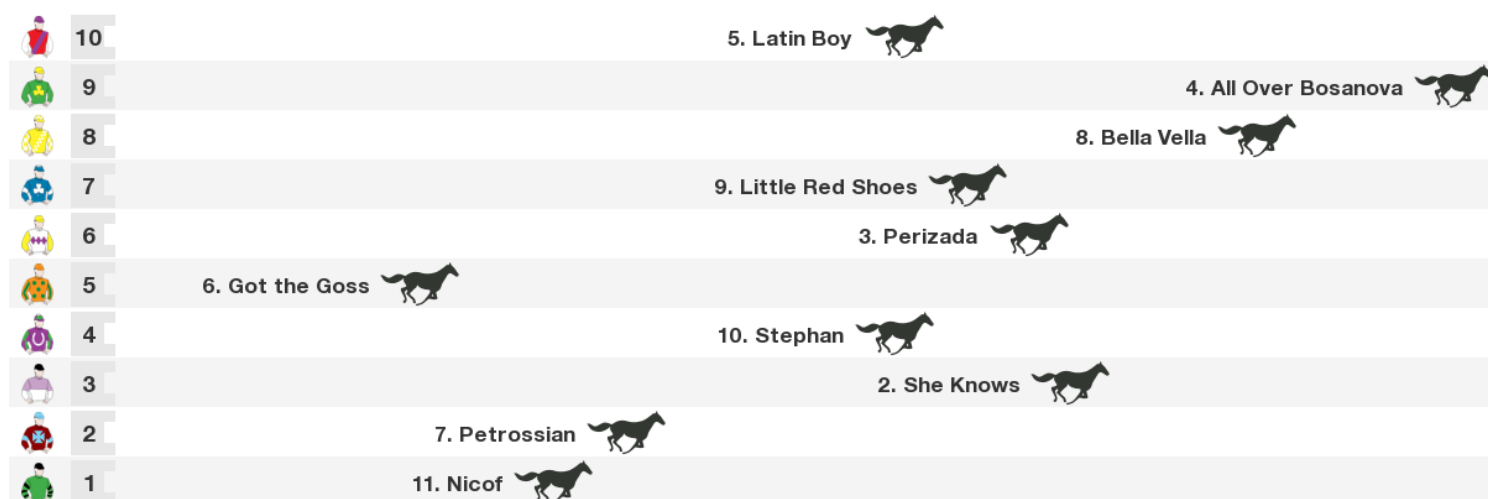 10 5. Latin Boy
9 4. All Over Bosanova
8 8. Bella Vella
7 9. Little Red Shoes
6 3. Perizada
5 6. Got the Goss
4 10. Stephan
3 2. She Knows
2 7. Petrossian
1 11. Nicof